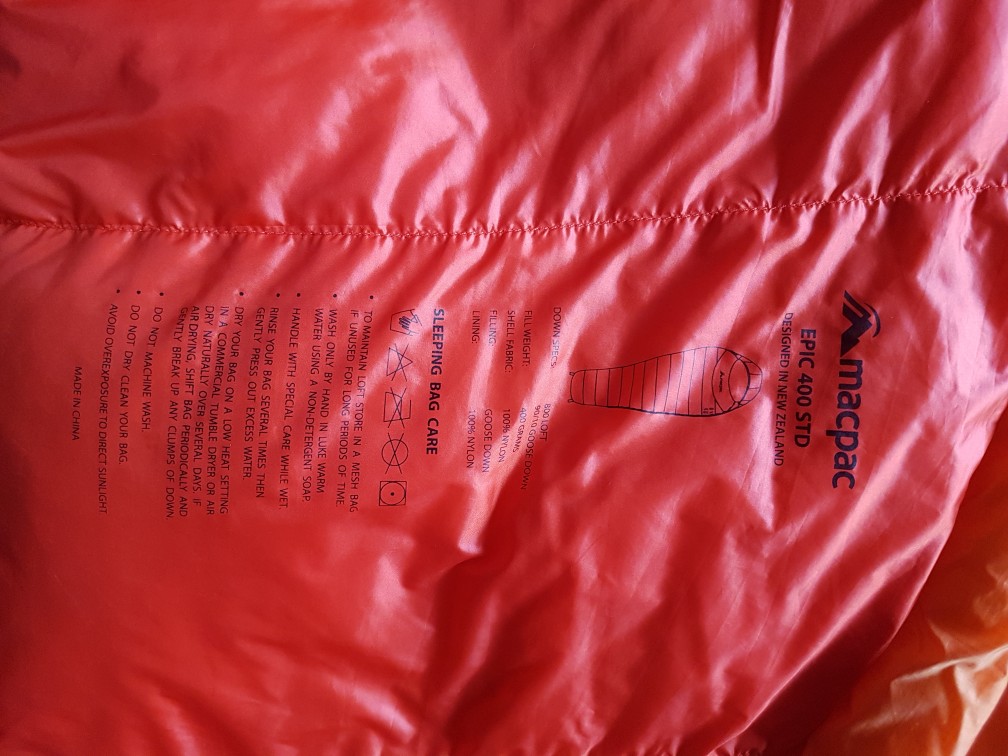 macpac
EPIC 400 STD
DESIGNED IN NEW ZEALAND
DOWN SPECS: 800 LOFT
90/10 GOOSE DOWN
FILL WEIGHT: 400 GRAMS
SHELL FABRIC: 100% NYLON
FILLING: GOOSE DOWN
LINING: 100% NYLON
SLEEPING BAG CARE
• TO MAINTAIN LOFT STORE IN A MESH BAG
IF UNUSED FOR LONG PERIODS OF TIME.
• WASH ONLY BY HAND IN LUKE WARM
WATER USING A NON-DETERGENT SOAP.
• HANDLE WITH SPECIAL CARE WHILE WET.
• RINSE YOUR BAG SEVERAL TIMES THEN
GENTLY PRESS OUT EXCESS WATER.
• DRY YOUR BAG ON A LOW HEAT SETTING
IN A COMMERCIAL TUMBLE DRYER OR AIR
DRY NATURALLY OVER SEVERAL DAYS. IF
AIR DRYING, SHIFT BAG PERIODICALLY AND
GENTLY BREAK UP ANY CLUMPS OF DOWN.
• DO NOT MACHINE WASH.
• DO NOT DRY CLEAN YOUR BAG.
• AVOID OVEREXPOSURE TO DIRECT SUNLIGHT.
MADE IN CHINA